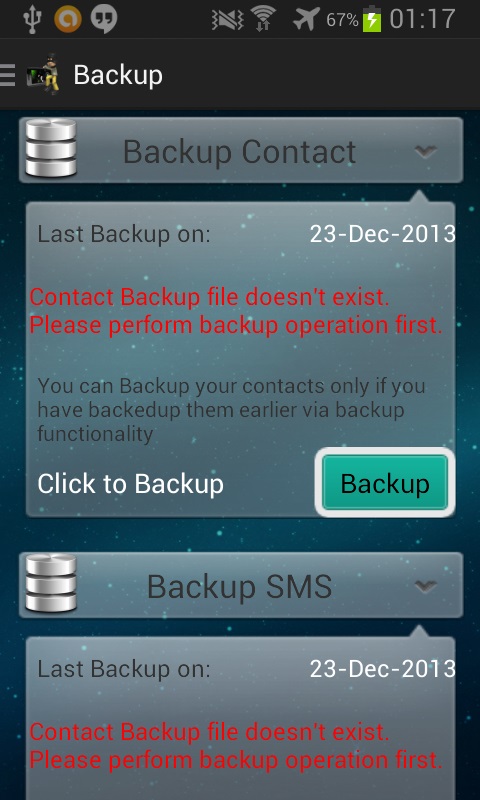 67% 01:17
Backup
Backup Contact
Last Backup on: 23-Dec-2013
Contact Backup file doesn't exist.
Please perform backup operation first.
You can Backup your contacts only if you
have backedup them earlier via backup
functionality
Click to Backup Backup
Backup SMS
Last Backup on: 23-Dec-2013
Contact Backup file doesn't exist.
Please perform backup operation first.